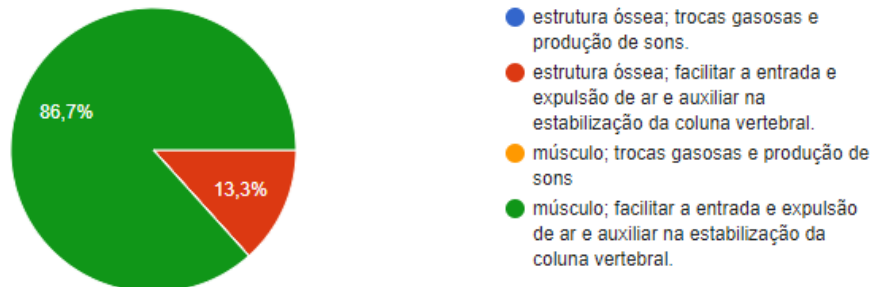 86,7%
13,3%
estrutura óssea; trocas gasosas e
produção de sons.
estrutura óssea; facilitar a entrada e
expulsão de ar e auxiliar na
estabilização da coluna vertebral.
músculo; trocas gasosas e produção de
sons
músculo; facilitar a entrada e expulsão
de ar e auxiliar na estabilização da
coluna vertebral.